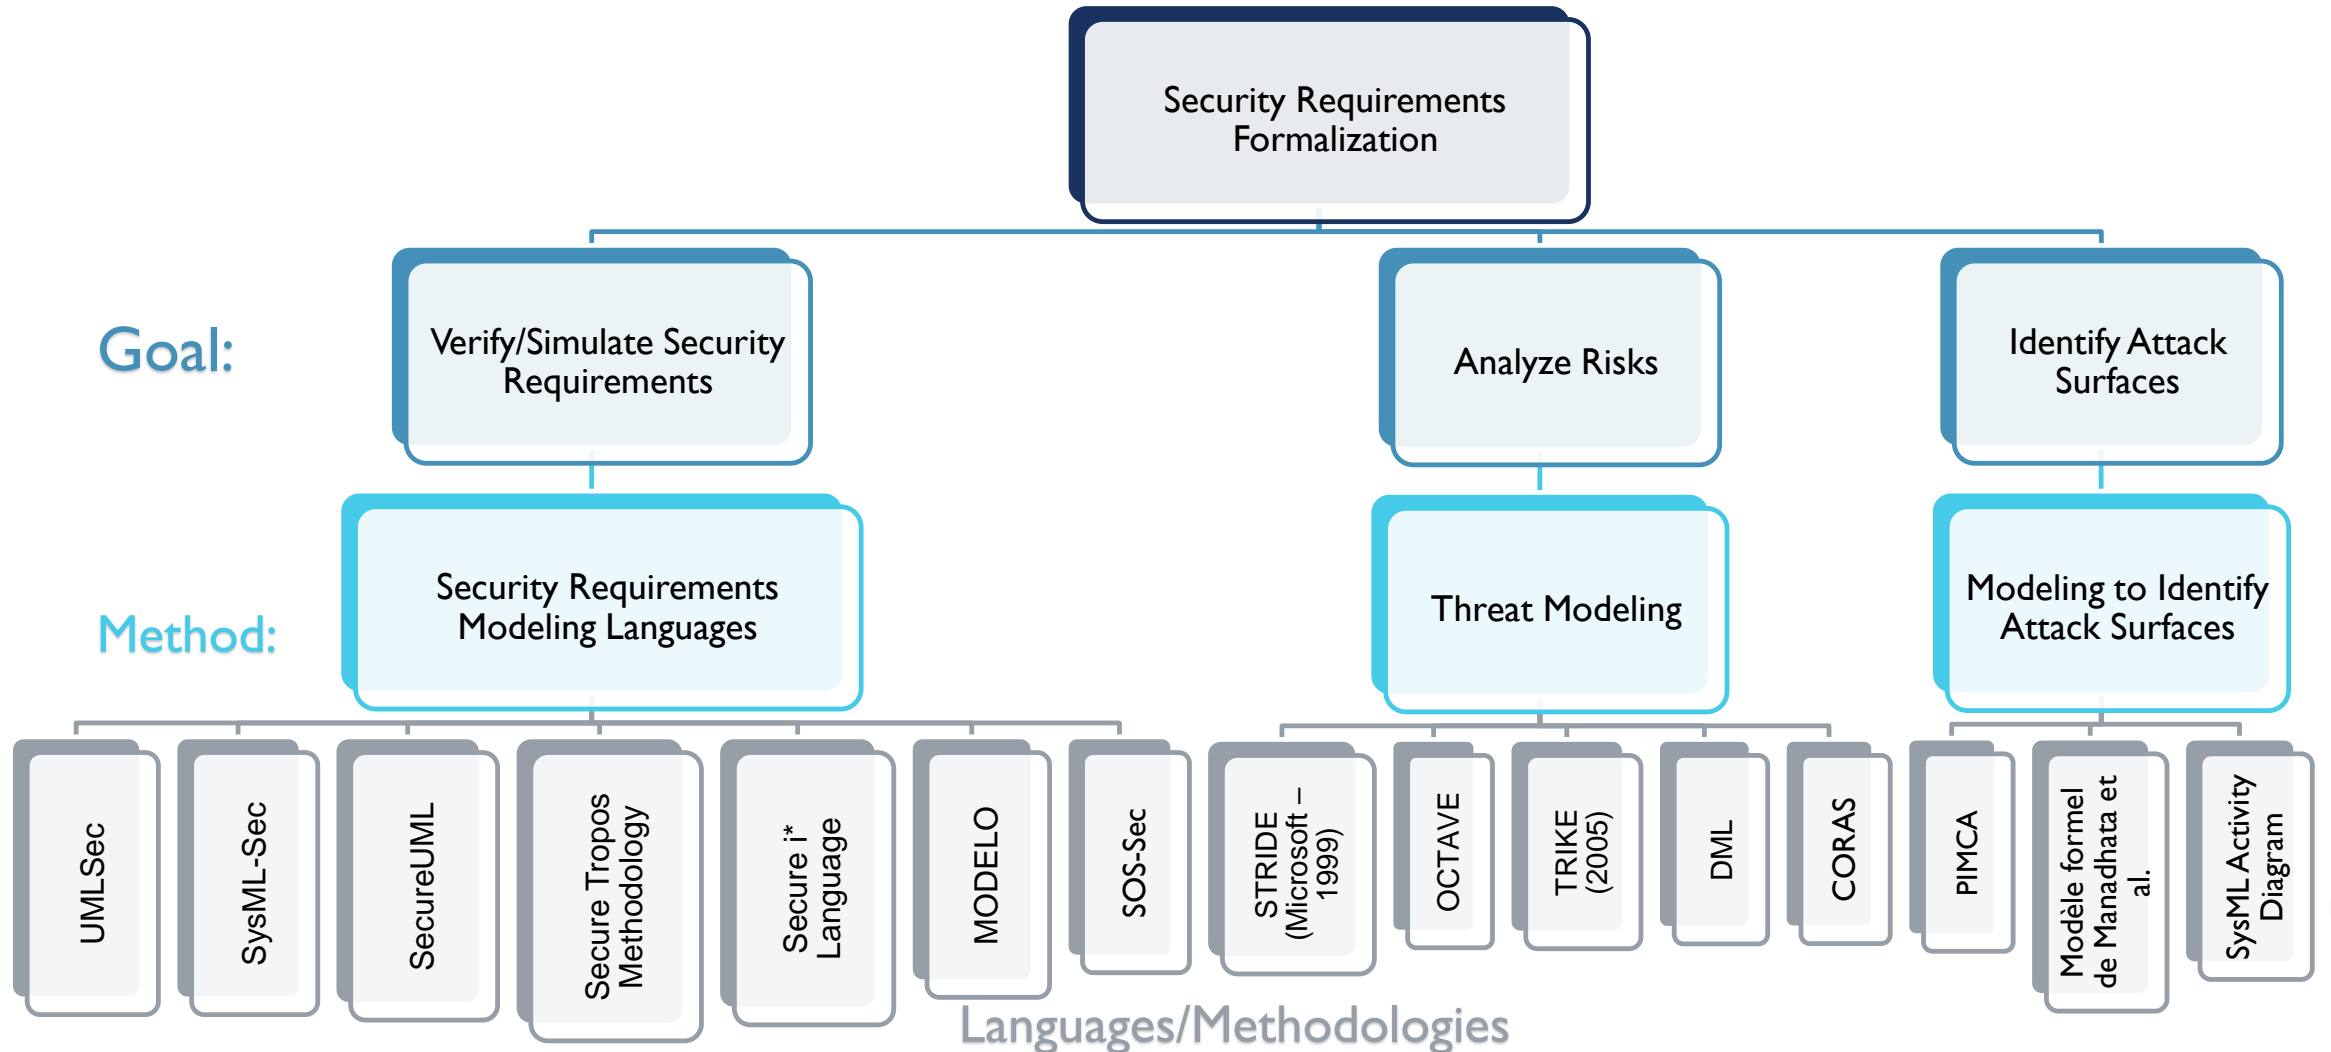 Security Requirements
Formalization
Goal:
Verify/Simulate Security
Requirements
Analyze Risks
Identify Attack
Surfaces
Method:
Security Requirements
Modeling Languages
Threat Modeling
Modeling to Identify
Attack Surfaces
UMLSec
SysML-Sec
SecureUML
Secure Tropos
Methodology
Secure i*
Language
MODELO
SOS-Sec
STRIDE
(Microsoft –
1999)
OCTAVE
TRIKE
(2005)
DML
CORAS
PIMCA
Modèle formel
de Manadhata et
al.
SysML Activity
Diagram
Languages/Methodologies